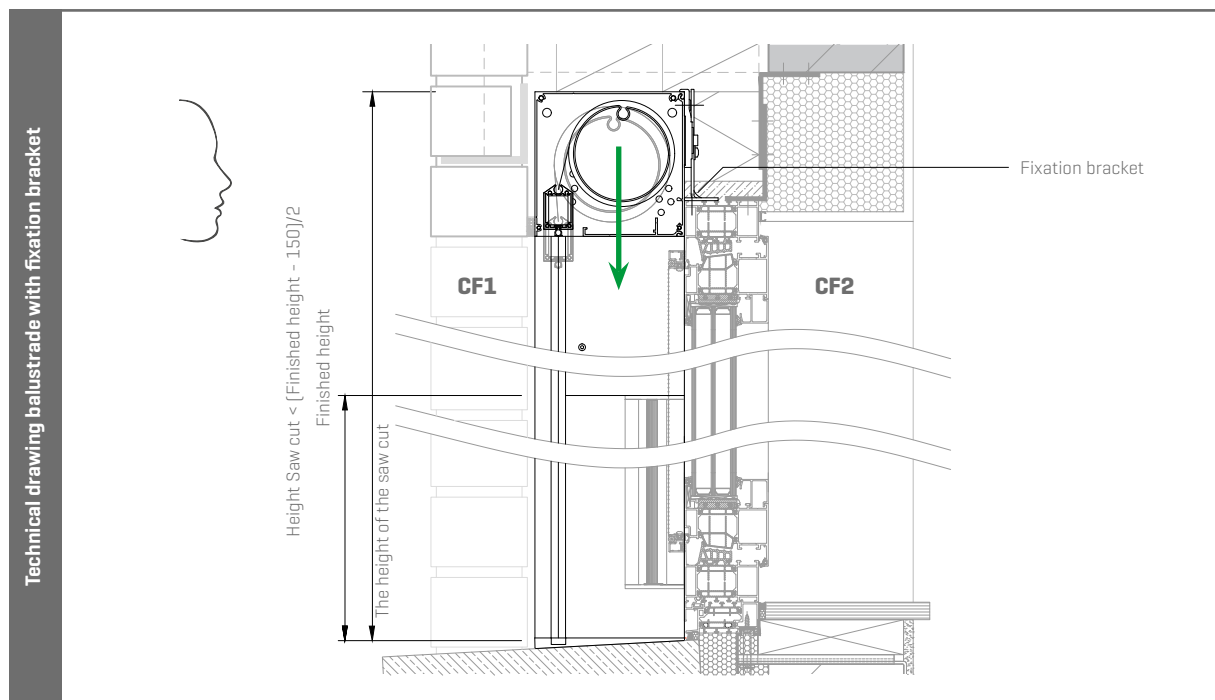 Technical drawing balustrade with fixation bracket
Height Saw cut < (Finished height - 150)/2
Finished height
The height of the saw cut
CF1
CF2
Fixation bracket